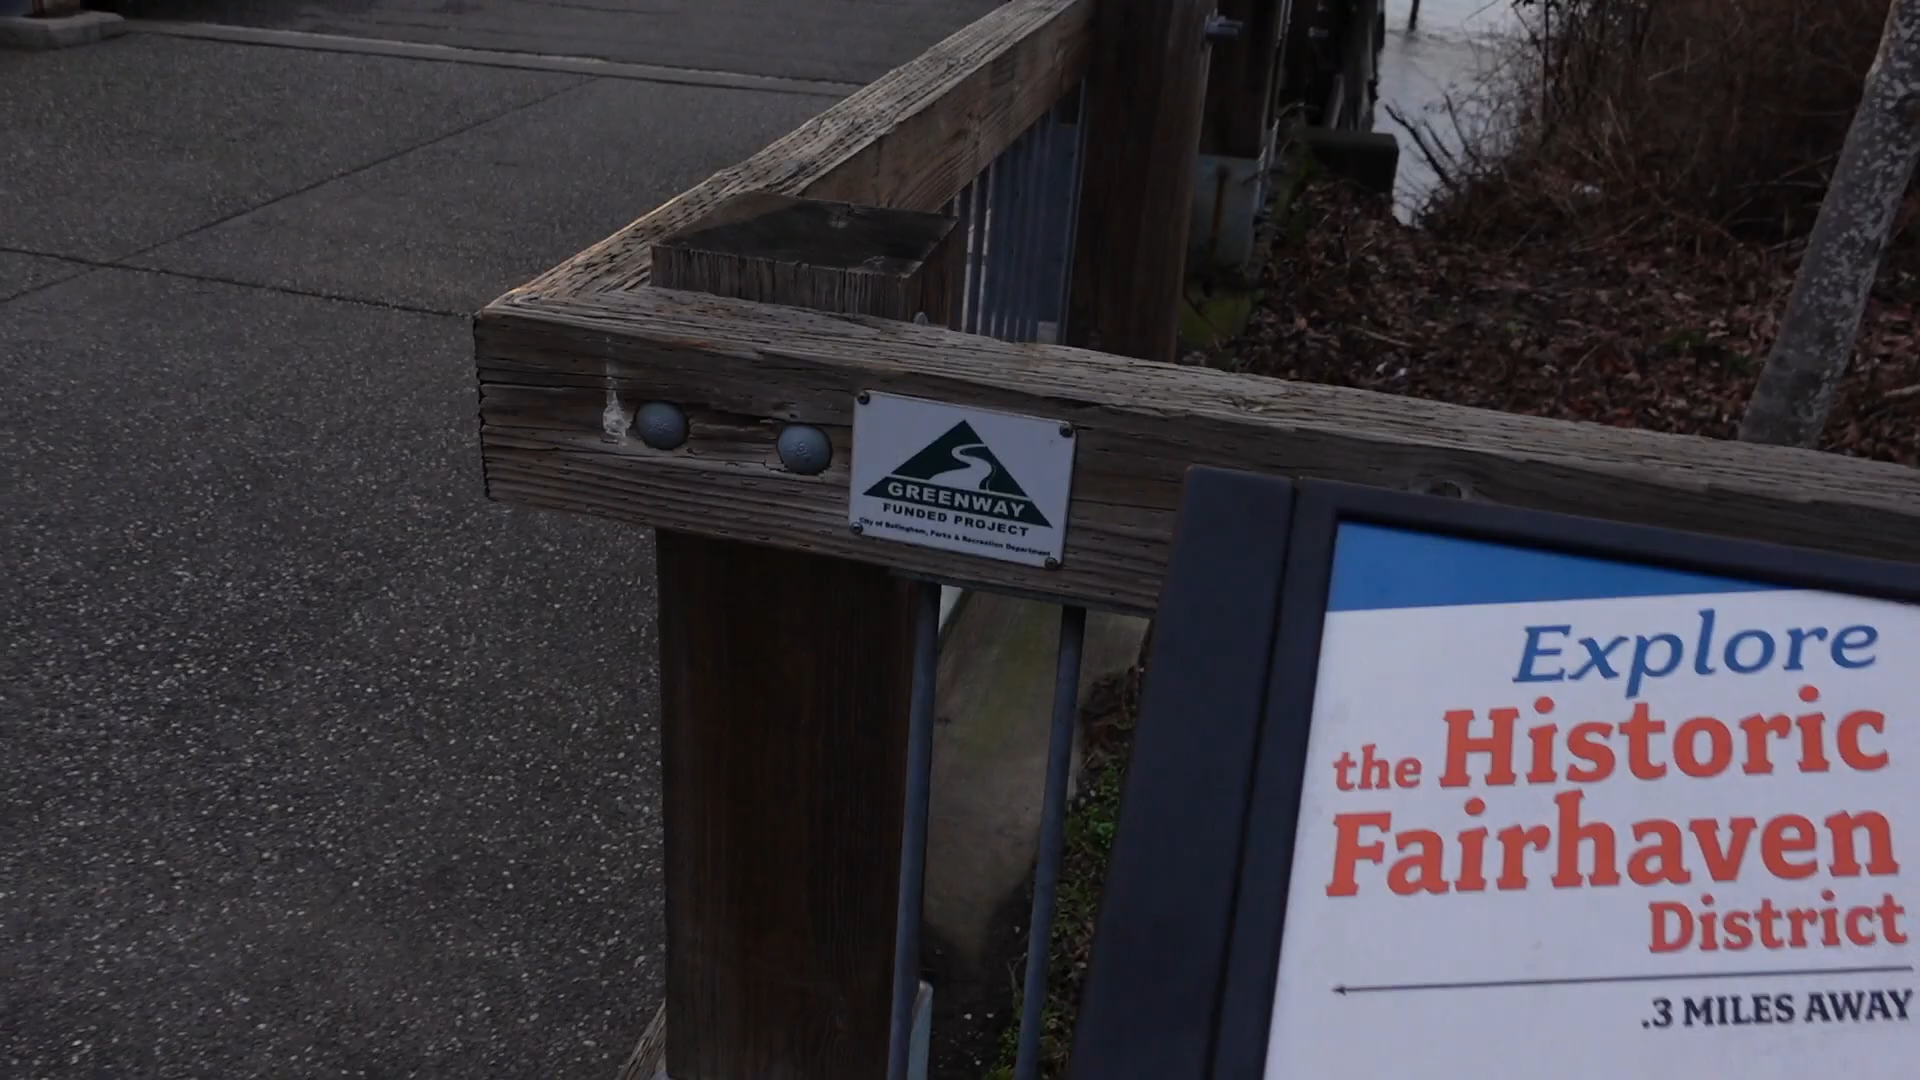 GREENWAY
FUNDED PROJECT
City of Bellingham, Parks & Recreation Department
Explore
the Historic
Fairhaven
District
.3 MILES AWAY